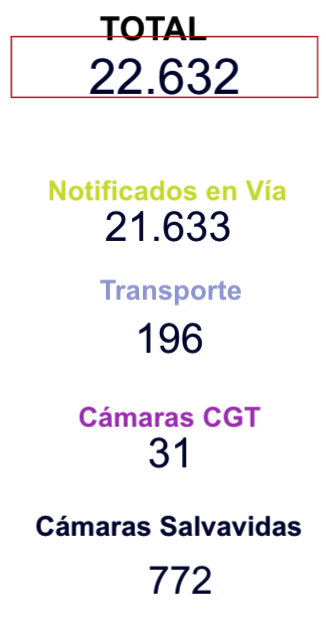 TOTAL
22.632
Notificados en Vía
21.633
Transporte
196
Cámaras CGT
31
Cámaras Salvavidas
772